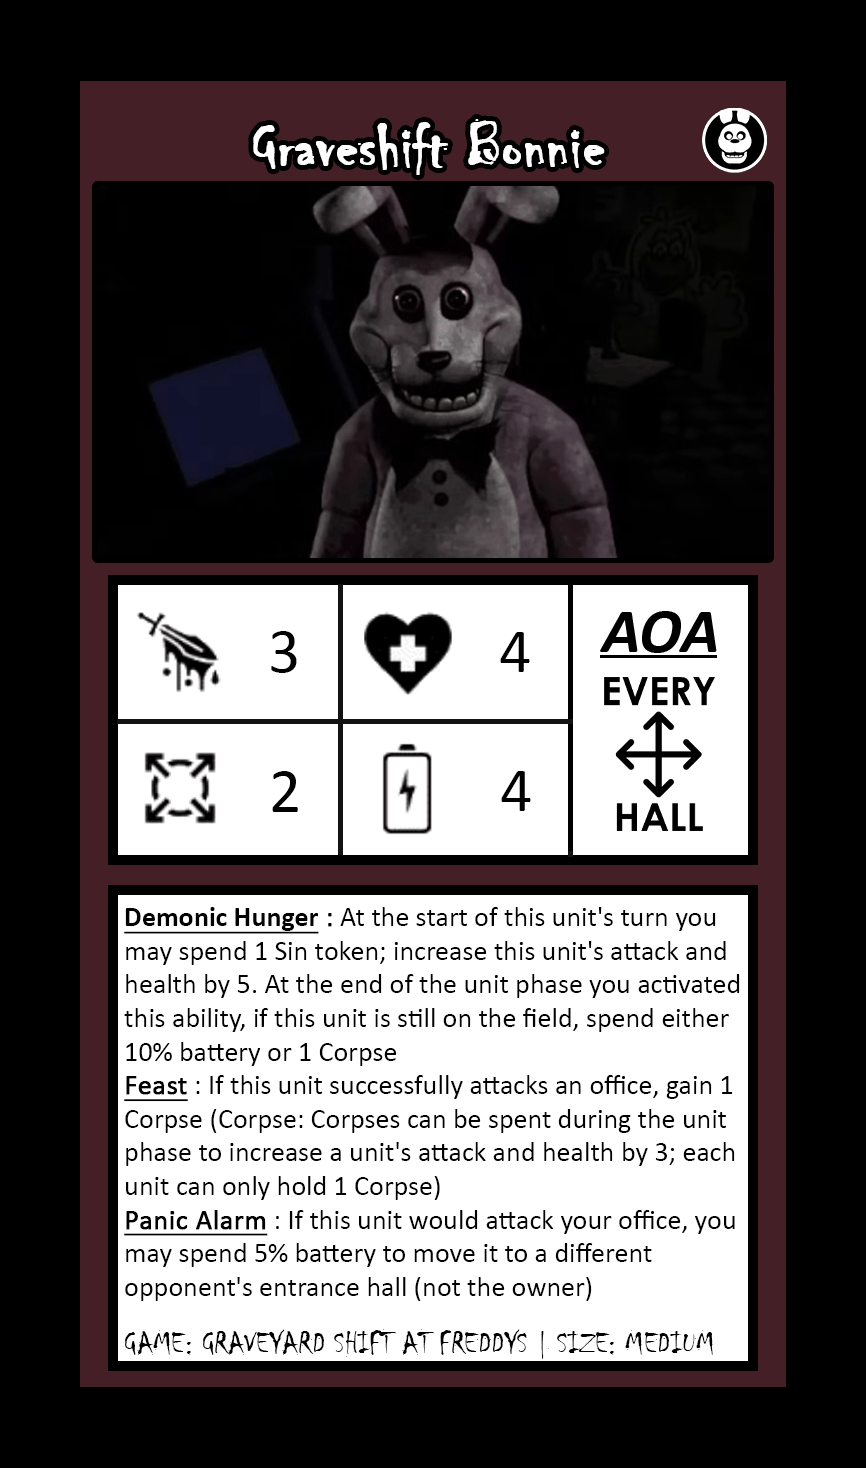 Graveshift Bonnie
3
4
AOA
EVERY
HALL
2
4
Demonic Hunger : At the start of this unit's turn you
may spend 1 Sin token; increase this unit's attack and
health by 5. At the end of the unit phase you activated
this ability, if this unit is still on the field, spend either
10% battery or 1 Corpse
Feast : If this unit successfully attacks an office, gain 1
Corpse (Corpse: Corpses can be spent during the unit
phase to increase a unit's attack and health by 3; each
unit can only hold 1 Corpse)
Panic Alarm : If this unit would attack your office, you
may spend 5% battery to move it to a different
opponent's entrance hall (not the owner)
GAME: GRAVEYARD SHIFT AT FREDDYS | SIZE: MEDIUM